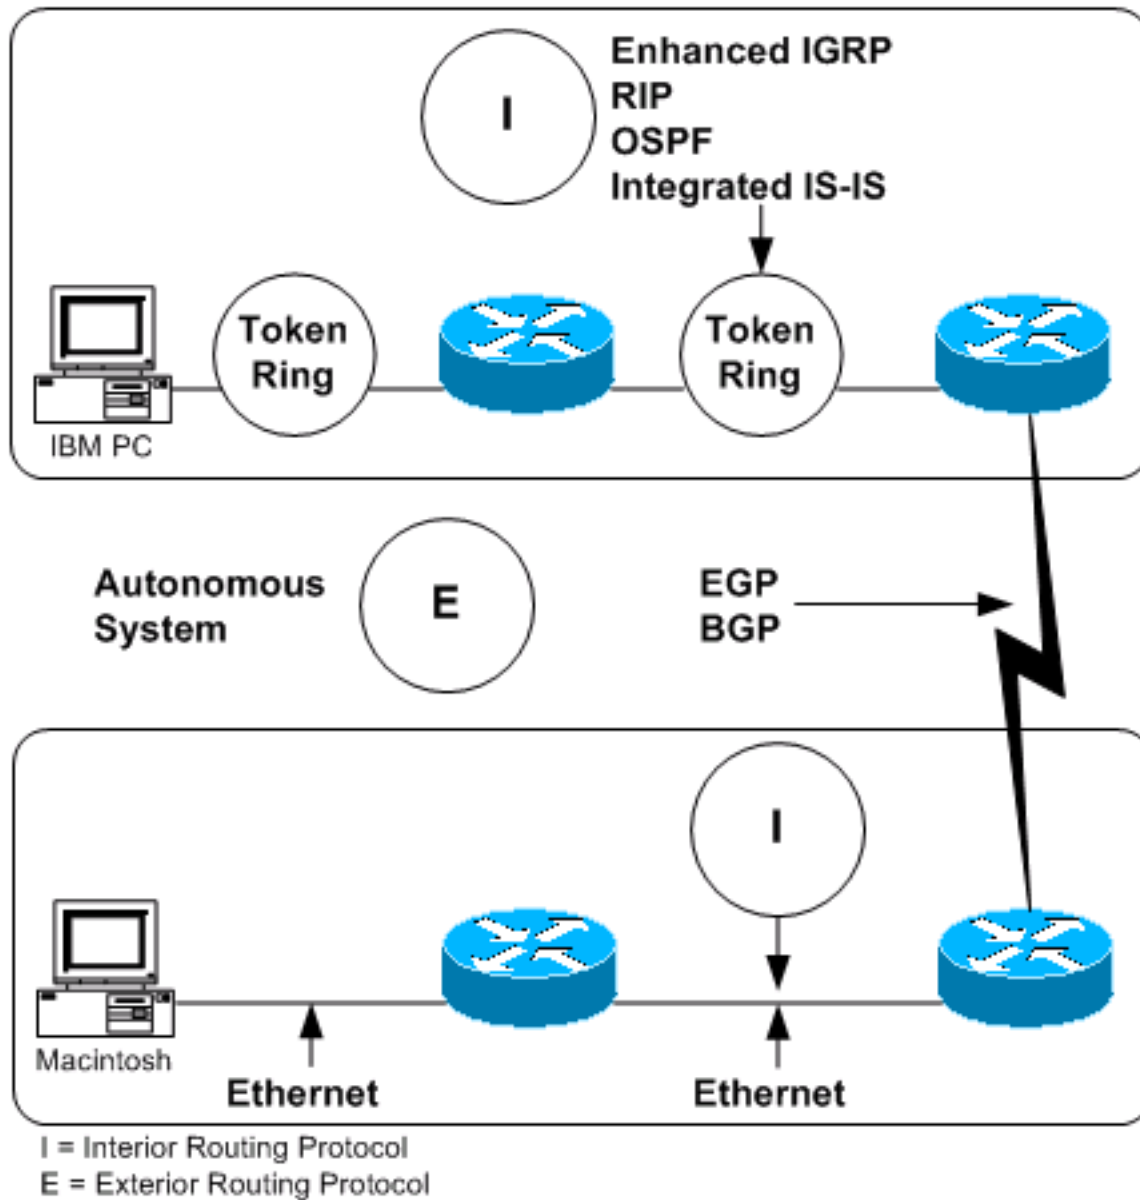 I
Enhanced IGRP
RIP
OSPF
Integrated IS-IS
Token
Ring
Token
Ring
IBM PC
Autonomous
System
E
EGP
BGP
I
Macintosh
Ethernet
Ethernet
I = Interior Routing Protocol
E = Exterior Routing Protocol